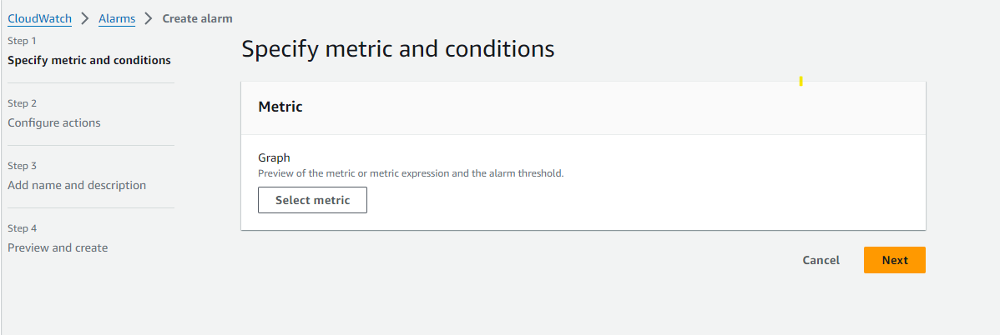 CloudWatch > Alarms > Create alarm
Step 1
Specify metric and conditions
Step 2
Configure actions
Step 3
Add name and description
Step 4
Preview and create
Specify metric and conditions
Metric
Graph
Preview of the metric or metric expression and the alarm threshold.
Select metric
Cancel Next